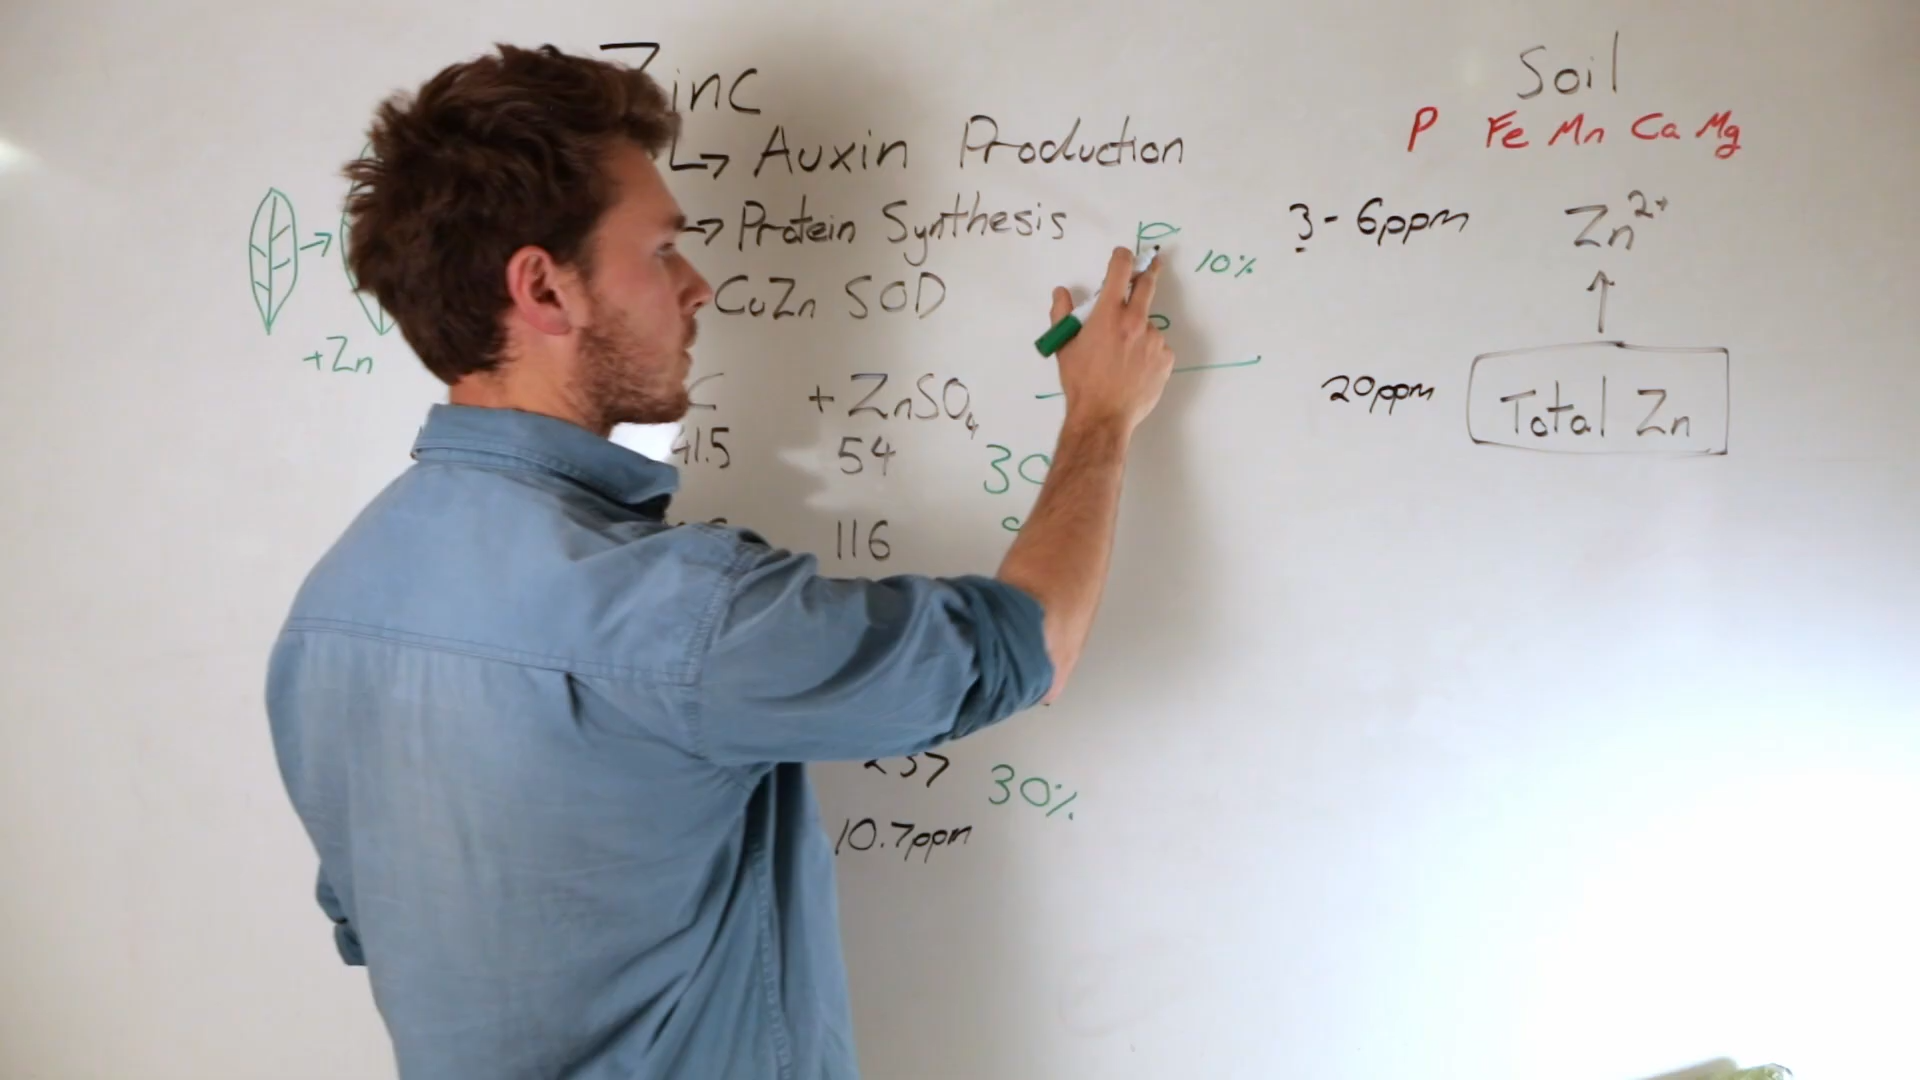 Zinc
Auxin Production
Protein Synthesis
CuZn SOD
10%
+Zn
C + ZnSO4
41.5 54
116
237 30%
10.7ppm
Soil
P Fe Mn Ca Mg
3-6ppm Zn2+
20ppm Total Zn